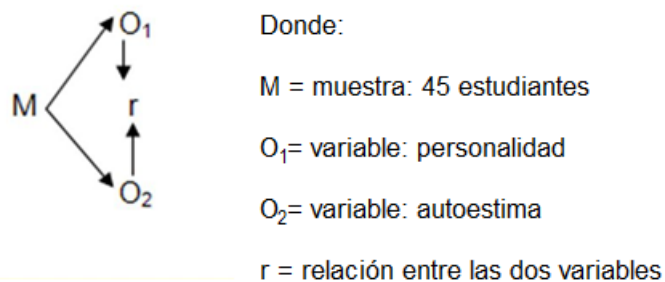 O₁
M
r
O₂
Donde:
M = muestra: 45 estudiantes
O₁= variable: personalidad
O₂= variable: autoestima
r = relación entre las dos variables